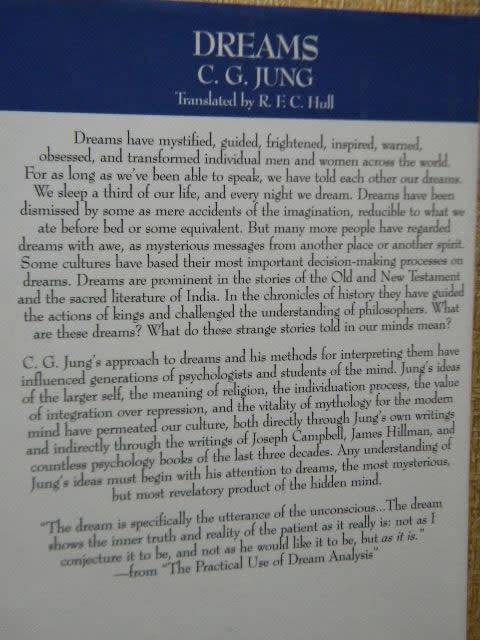 DREAMS
C. G. JUNG
Translated by R. F. C. Hull
Dreams have mystified, guided, frightened, inspired, warned,
obsessed, and transformed individual men and women across the world.
For as long as we've been able to speak, we have told each other our dreams.
We sleep a third of our life, and every night we dream. Dreams have been
dismissed by some as mere accidents of the imagination, reducible to what we
ate before bed or some equivalent. But many more people have regarded
dreams with awe, as mysterious messages from another place or another spirit.
Some cultures have based their most important decision-making processes on
dreams. Dreams are prominent in the stories of the Old and New Testament
and the sacred literature of India. In the chronicles of history they have guided
the actions of kings and challenged the understanding of philosophers. What
are these dreams? What do these strange stories told in our minds mean?
C. G. Jung's approach to dreams and his methods for interpreting them have
influenced generations of psychologists and students of the mind. Jung's ideas
of the larger self, the meaning of religion, the individuation process, the value
of integration over repression, and the vitality of mythology for the modern
mind have permeated our culture, both directly through Jung's own writings
and indirectly through the writings of Joseph Campbell, James Hillman, and
countless psychology books of the last three decades. Any understanding of
Jung's ideas must begin with his attention to dreams, the most mysterious,
but most revelatory product of the hidden mind.
"The dream is specifically the utterance of the unconscious...The dream
shows the inner truth and reality of the patient as it really is: not as I
conjecture it to be, and not as he would like it to be, but as it is."
—from "The Practical Use of Dream Analysis"